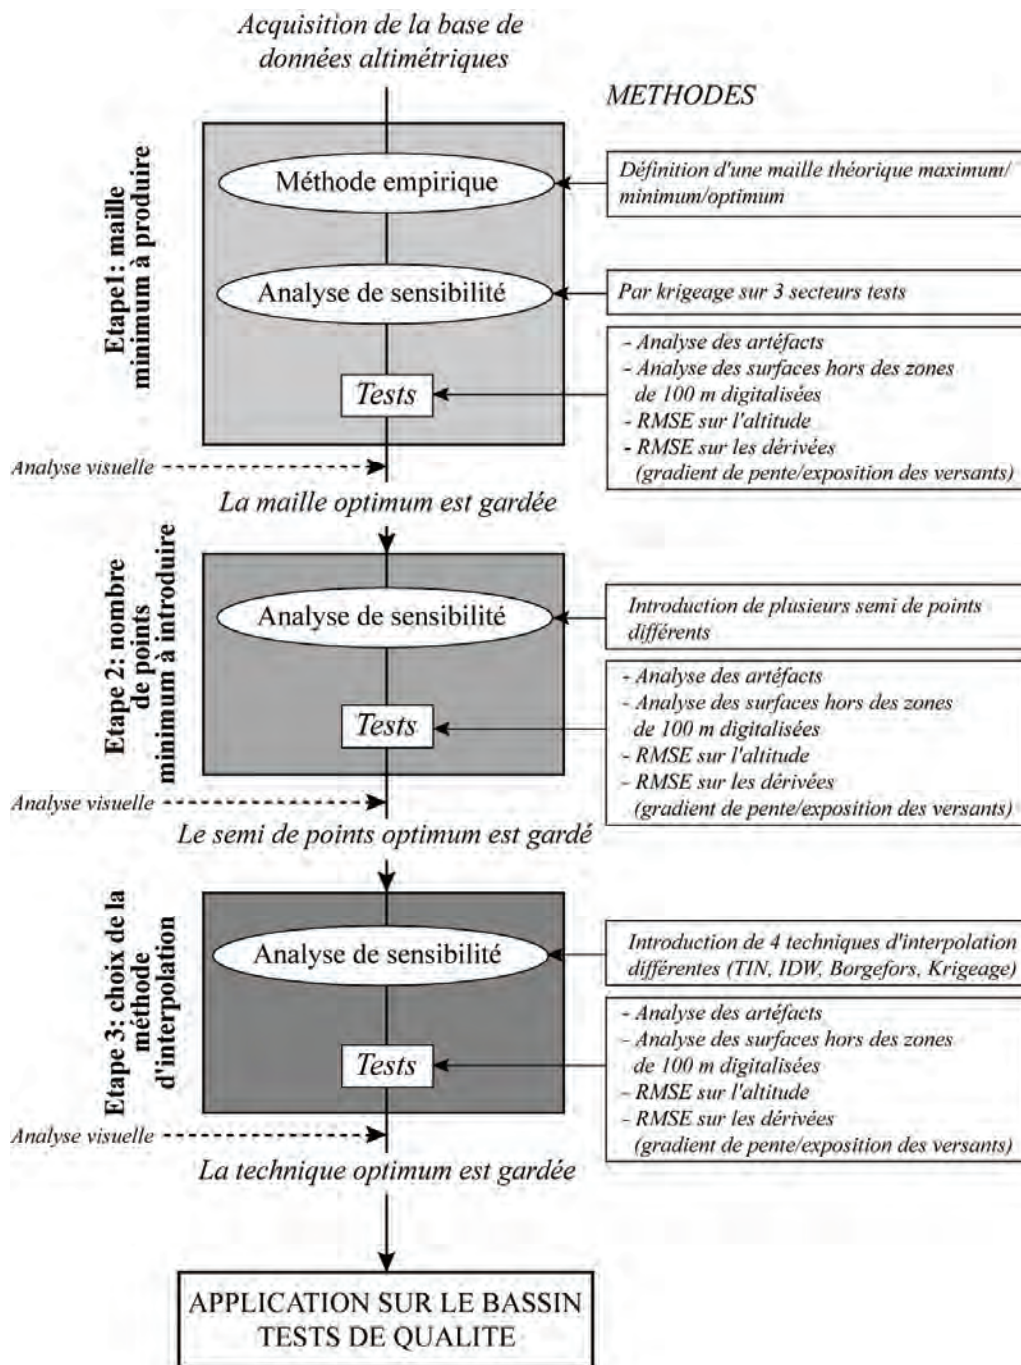 Acquisition de la base de
données altimétriques
METHODES
Etape1: maille
minimum à produire
Méthode empirique
Définition d'une maille théorique maximum/
minimum/optimum
Analyse de sensibilité
Par krigeage sur 3 secteurs tests
Tests
- Analyse des artéfacts
- Analyse des surfaces hors des zones
de 100 m digitalisées
- RMSE sur l'altitude
- RMSE sur les dérivées
(gradient de pente/exposition des versants)
Analyse visuelle
La maille optimum est gardée
Etape 2: nombre
de points
minimum à introduire
Analyse de sensibilité
Introduction de plusieurs semi de points
différents
Tests
- Analyse des artéfacts
- Analyse des surfaces hors des zones
de 100 m digitalisées
- RMSE sur l'altitude
- RMSE sur les dérivées
(gradient de pente/exposition des versants)
Analyse visuelle
Le semi de points optimum est gardé
Etape 3: choix de la
méthode
d'interpolation
Analyse de sensibilité
Introduction de 4 techniques d'interpolation
différentes (TIN, IDW, Borgefors, Krigeage)
Tests
- Analyse des artéfacts
- Analyse des surfaces hors des zones
de 100 m digitalisées
- RMSE sur l'altitude
- RMSE sur les dérivées
(gradient de pente/exposition des versants)
Analyse visuelle
La technique optimum est gardée
APPLICATION SUR LE BASSIN
TESTS DE QUALITE